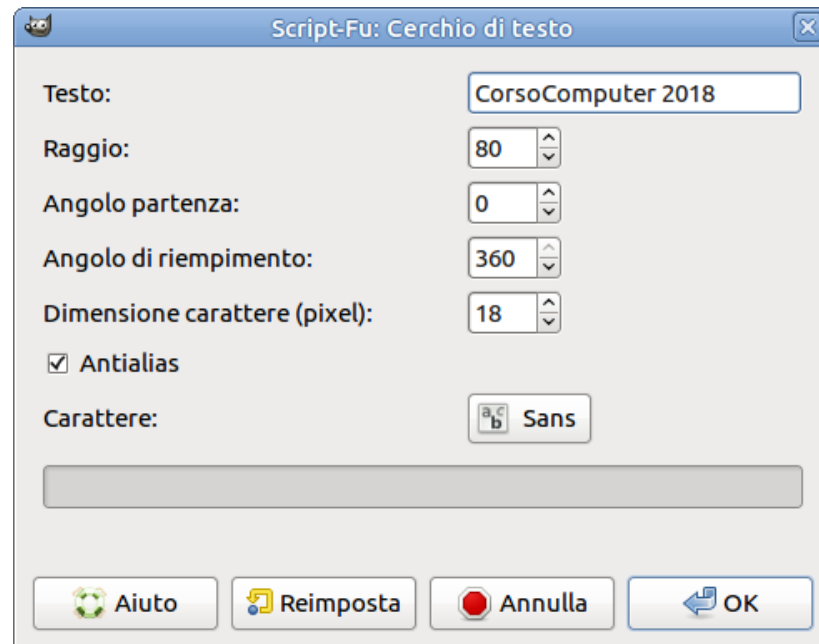 Script-Fu: Cerchio di testo
Testo: CorsoComputer 2018
Raggio: 80
Angolo partenza: 0
Angolo di riempimento: 360
Dimensione carattere (pixel): 18
Antialias
Carattere: Sans
Aiuto Reimposta Annulla OK